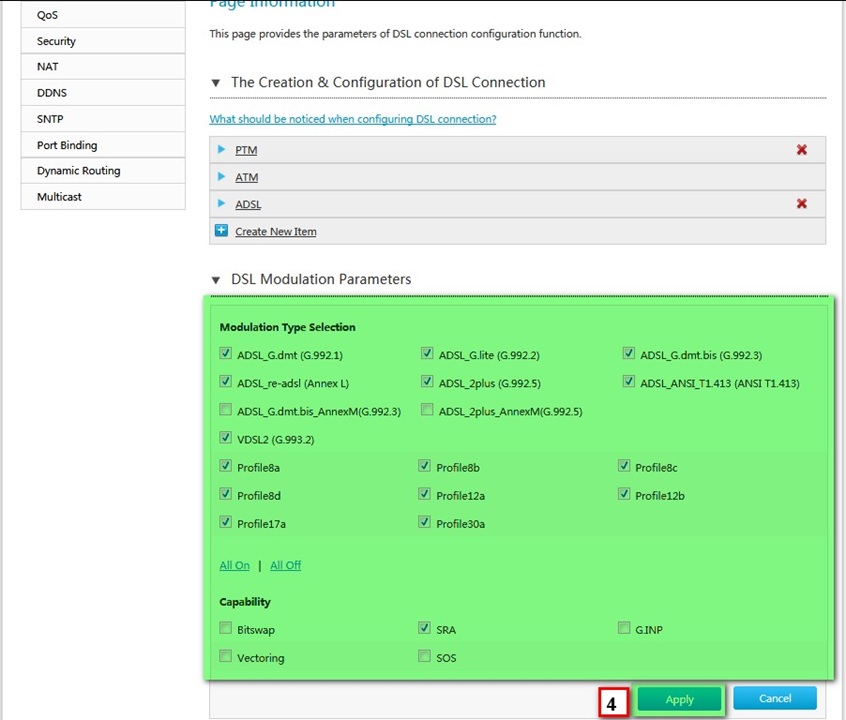 Page Information
QoS
This page provides the parameters of DSL connection configuration function.
Security
NAT
DDNS
SNTP
Port Binding
Dynamic Routing
Multicast
▼ The Creation & Configuration of DSL Connection
What should be noticed when configuring DSL connection?
PTM
ATM
ADSL
Create New Item
▼ DSL Modulation Parameters
Modulation Type Selection
ADSL_G.dmt (G.992.1) ADSL_G.lite (G.992.2) ADSL_G.dmt.bis (G.992.3)
ADSL_re-adsl (Annex L) ADSL_2plus (G.992.5) ADSL_ANSI_T1.413 (ANSI T1.413)
ADSL_G.dmt.bis_AnnexM(G.992.3) ADSL_2plus_AnnexM(G.992.5)
VDSL2 (G.993.2)
Profile8a Profile8b Profile8c
Profile8d Profile12a Profile12b
Profile17a Profile30a
All On | All Off
Capability
Bitswap SRA G.INP
Vectoring SOS
4 Apply Cancel